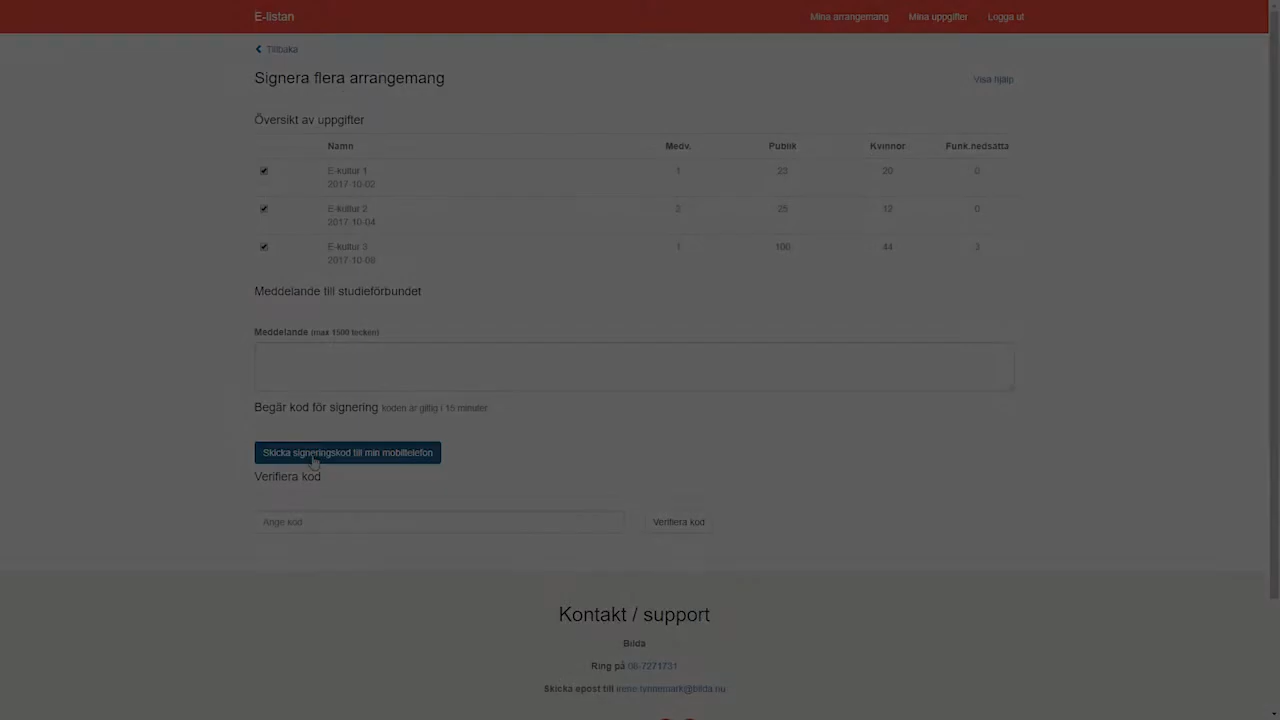 E-listan
Mina arrangemang Mina uppgifter Logga ut
Tillbaka
Signera flera arrangemang
Visa hjälp
Översikt av uppgifter
Namn Medv. Publik Kvinnor Funk.nedsatta
E-kultur 1 1 23 20 0
2017-10-02
E-kultur 2 2 25 12 0
2017-10-04
E-kultur 3 1 100 44 3
Meddelande till studieförbundet
Meddelande (max 1500 tecken)
Begär kod för signering koden är giltig i 15 minuter
Skicka signeringskod till min mobiltelefon
Verifiera kod
Ange kod Verifiera kod
Kontakt / support
Bilda
Ring på 08-7271731
Skicka epost till irene.lynnemark@bilda.nu